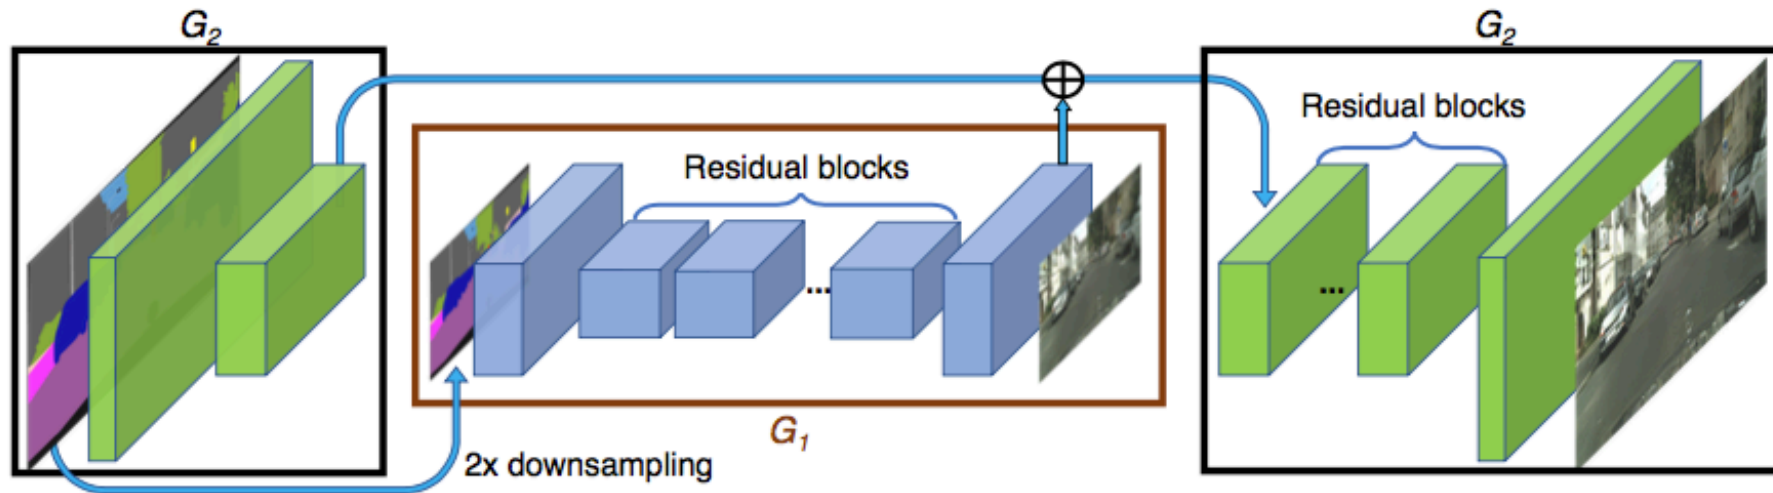 G2
G2
Residual blocks
Residual blocks
...
...
G1
2x downsampling